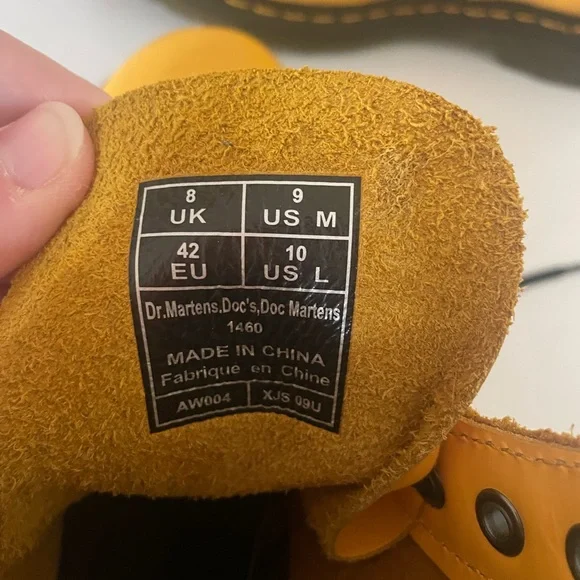 8 UK
9 US M
42 EU
10 US L
Dr.Martens.Doc's,Doc Martens
1460
MADE IN CHINA
Fabrique en Chine
AW004 XJS 09U